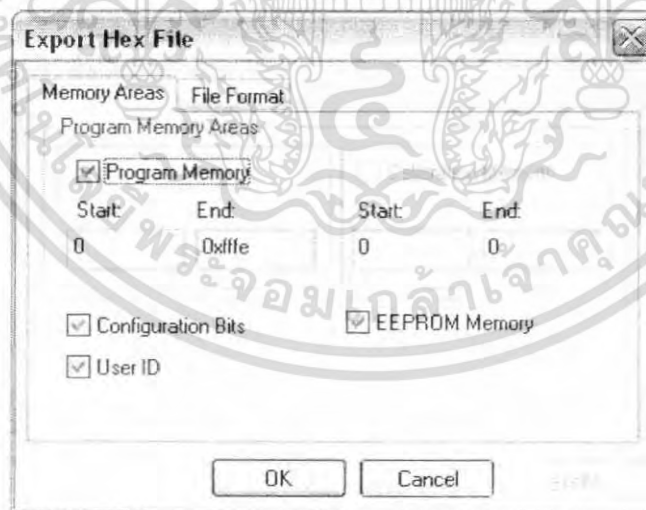 Export Hex File
Memory Areas File Format
Program Memory Areas
Program Memory
Start: End: Start: End:
0 0xfffe 0 0
Configuration Bits EEPROM Memory
User ID
OK Cancel